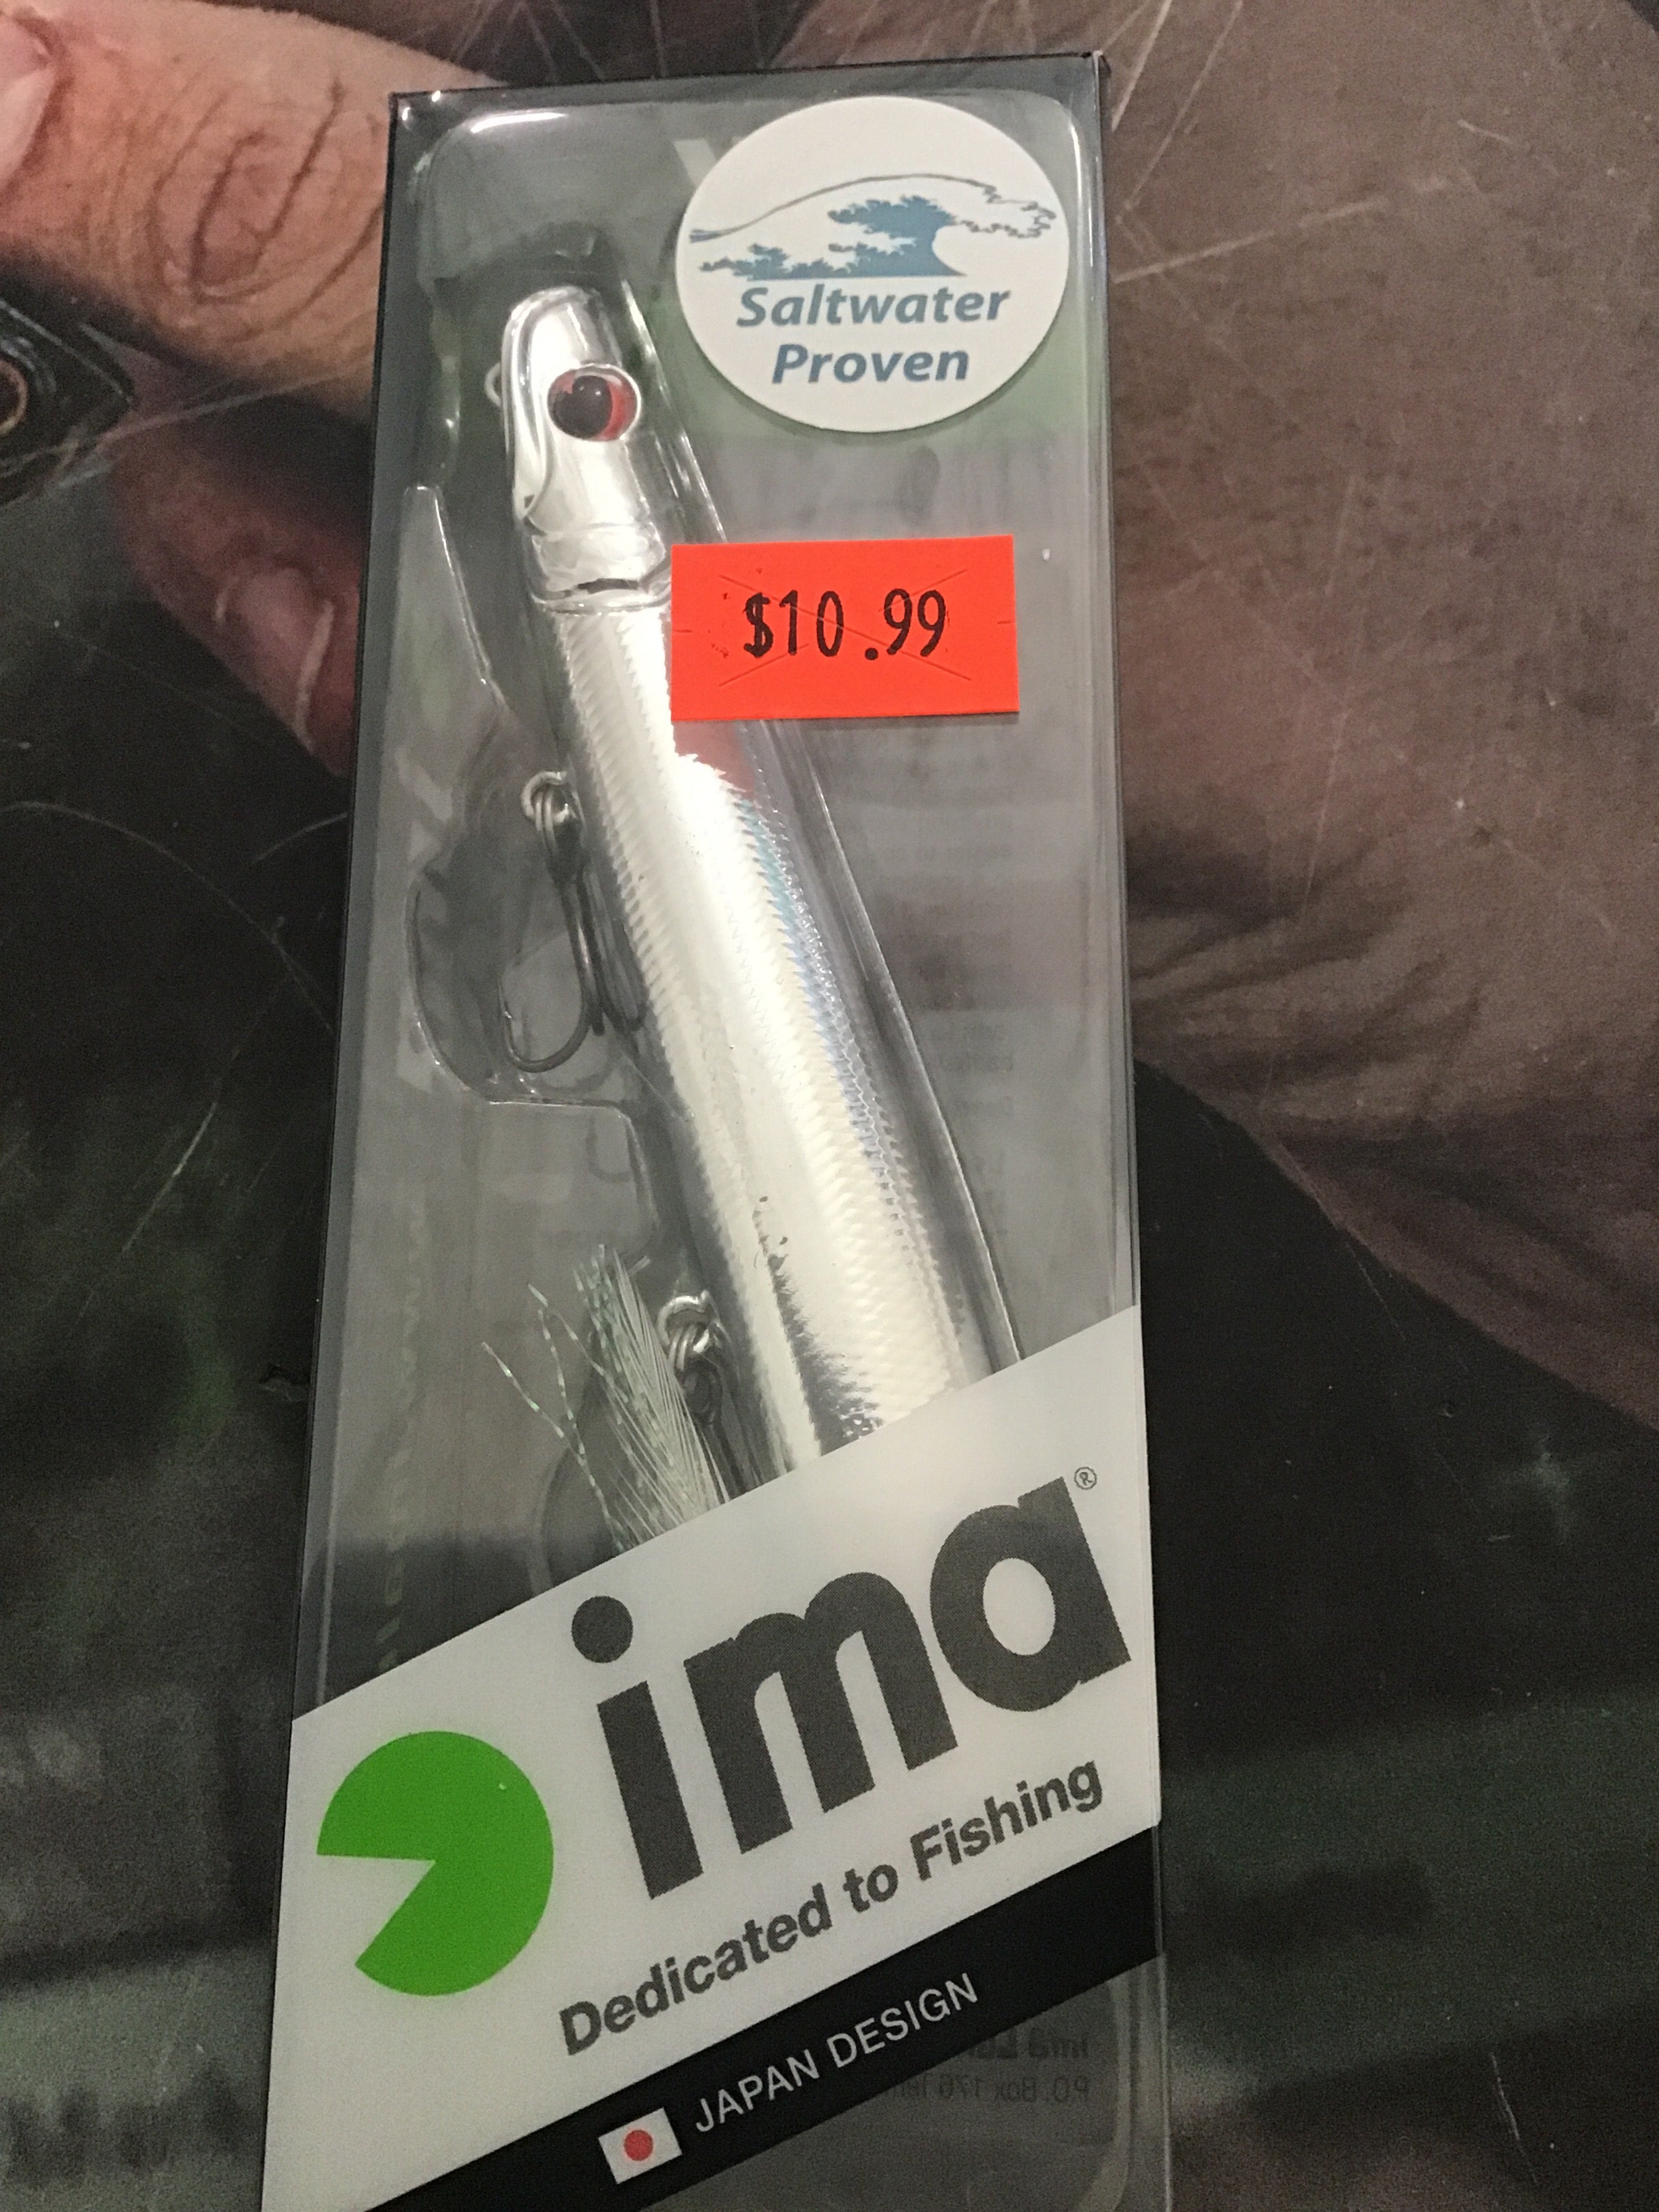 Saltwater
Proven
$10.99
ima®
Dedicated to Fishing
JAPAN DESIGN